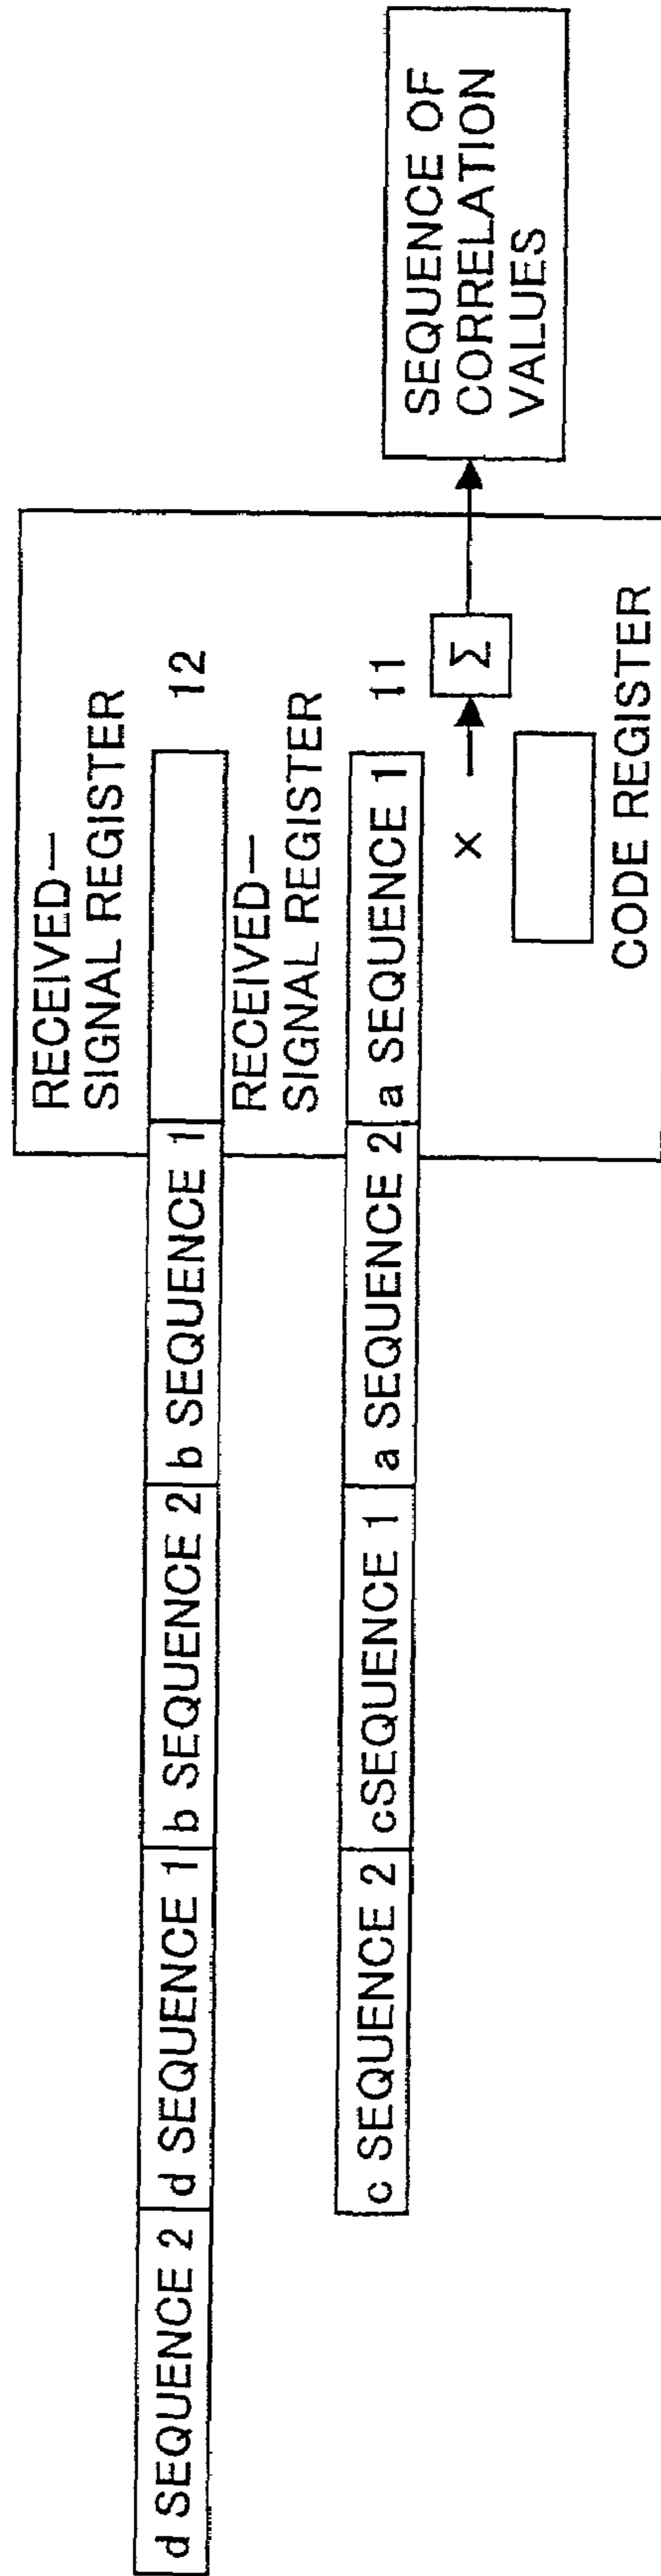 RECEIVED—
SIGNAL REGISTER
d SEQUENCE 2 d SEQUENCE 1 b SEQUENCE 2 b SEQUENCE 1 12
RECEIVED—
SIGNAL REGISTER
c SEQUENCE 2 cSEQUENCE 1 a SEQUENCE 2 a SEQUENCE 1 11
× Σ
SEQUENCE OF
CORRELATION
VALUES
CODE REGISTER